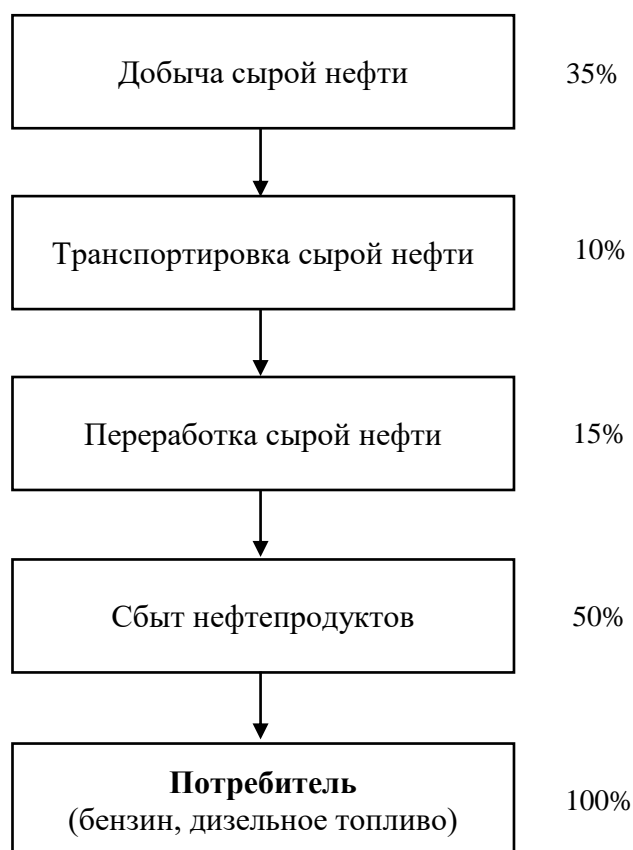 Добыча сырой нефти 35%
Транспортировка сырой нефти 10%
Переработка сырой нефти 15%
Сбыт нефтепродуктов 50%
Потребитель
(бензин, дизельное топливо) 100%